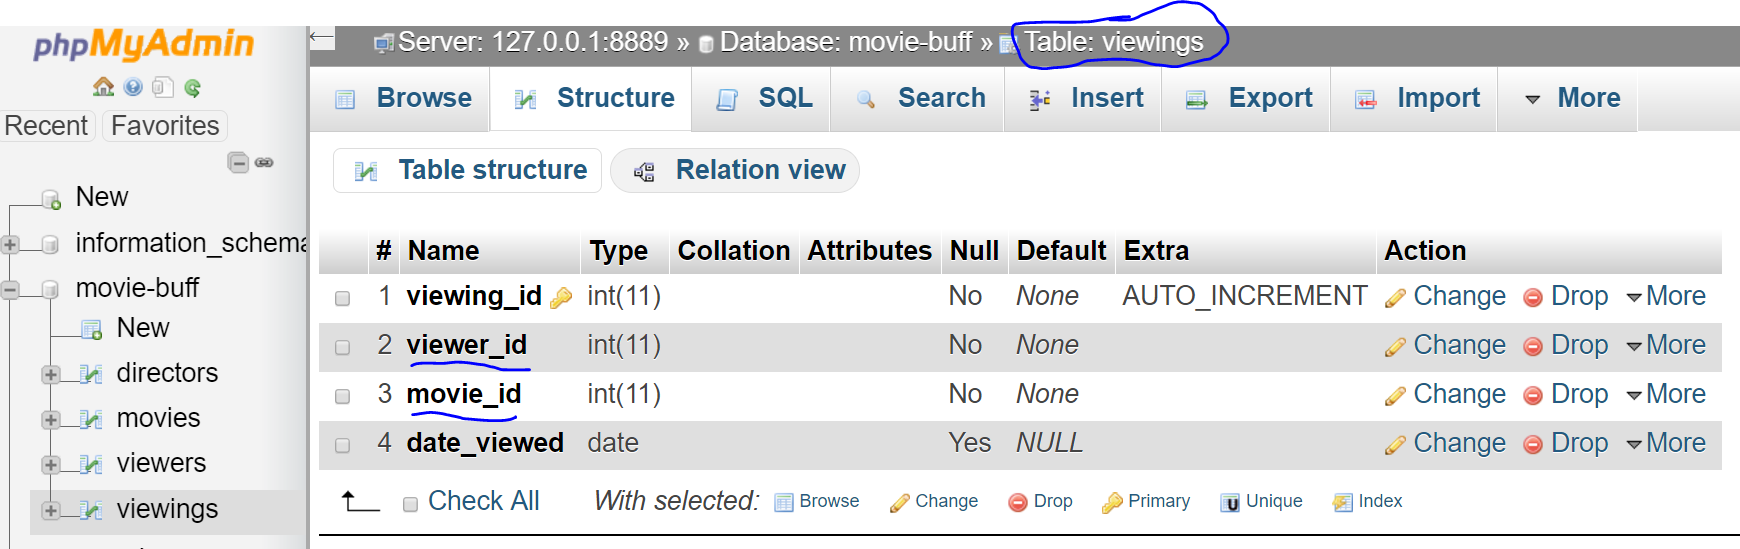 phpMyAdmin
Server: 127.0.0.1:8889 » Database: movie-buff » Table: viewings
Browse Structure SQL Search Insert Export Import More
Recent Favorites
Table structure Relation view
New
information_schema
movie-buff
New
directors
movies
viewers
viewings
# Name Type Collation Attributes Null Default Extra Action
1 viewing_id int(11) No None AUTO_INCREMENT Change Drop More
2 viewer_id int(11) No None Change Drop More
3 movie_id int(11) No None Change Drop More
4 date_viewed date Yes NULL Change Drop More
Check All With selected: Browse Change Drop Primary Unique Index